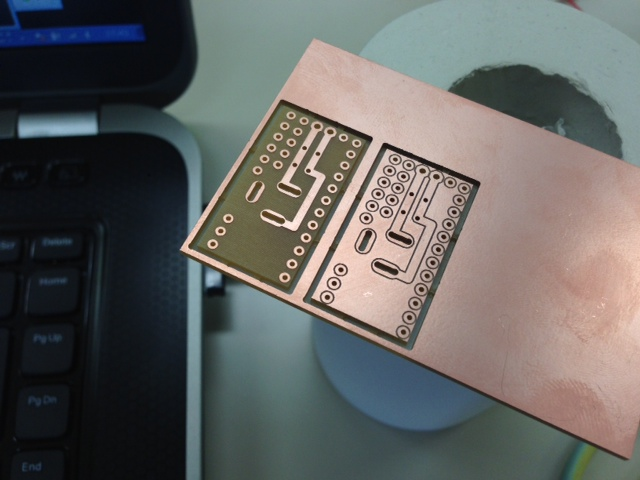 W
Delete
Home
Pg Up
Pg Dn
End